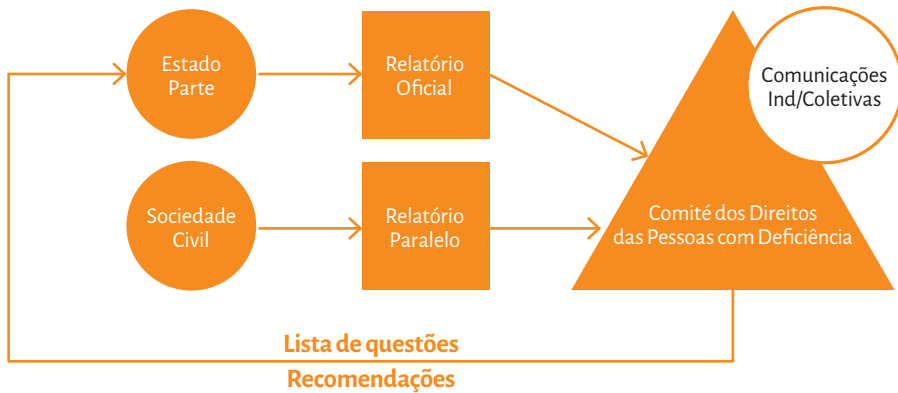 Estado
Parte
Relatório
Oficial
Comunicações
Ind/Coletivas
Sociedade
Civil
Relatório
Paralelo
Comité dos Direitos
das Pessoas com Deficiência
Lista de questões
Recomendações